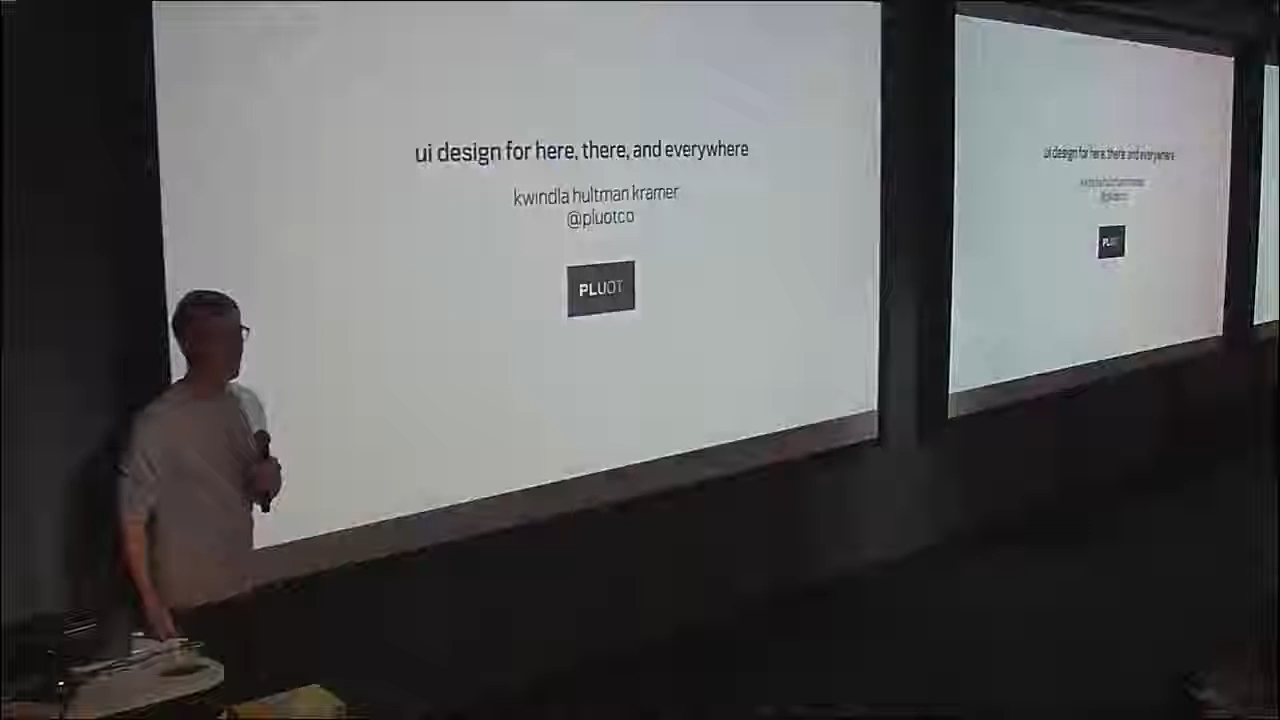 ui design for here, there, and everywhere
kwindla hultman kramer
@pluotco
PLUOT
ui design for here, there, and everywhere
PLUOT